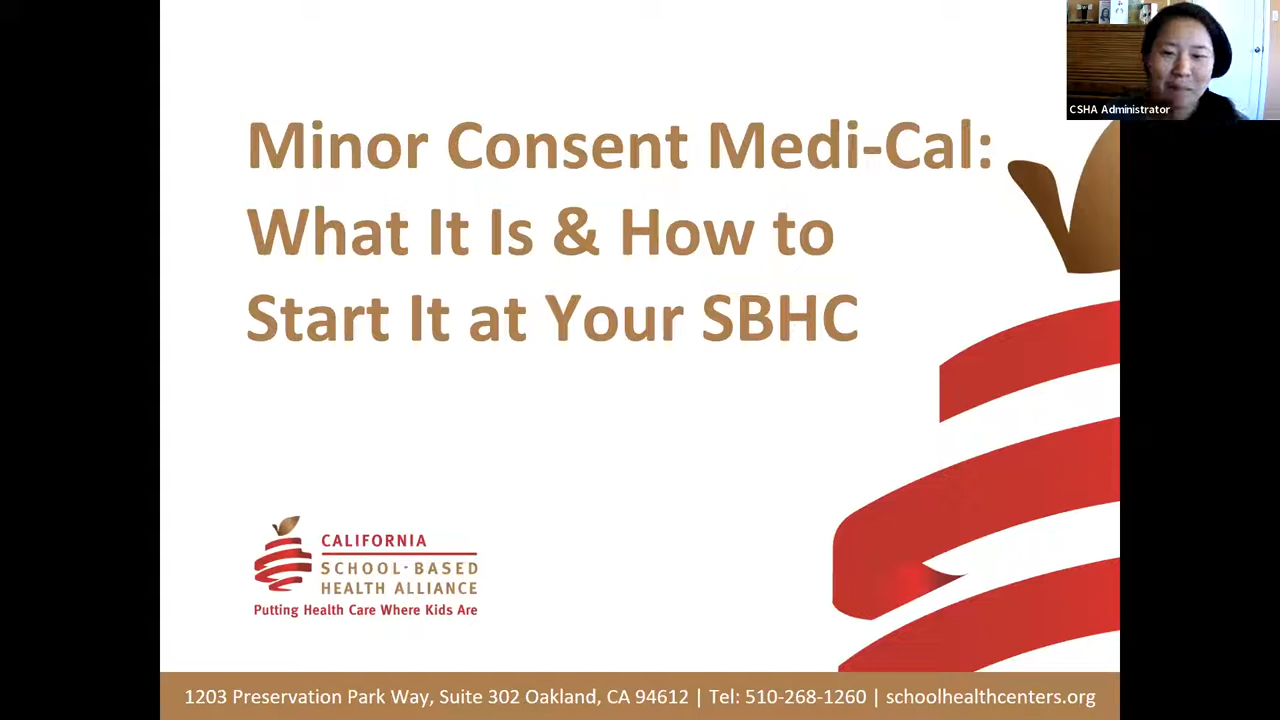 CSHA Administrator
Minor Consent Medi-Cal:
What It Is & How to
Start It at Your SBHC
CALIFORNIA
SCHOOL-BASED
HEALTH ALLIANCE
Putting Health Care Where Kids Are
1203 Preservation Park Way, Suite 302 Oakland, CA 94612 | Tel: 510-268-1260 | schoolhealthcenters.org